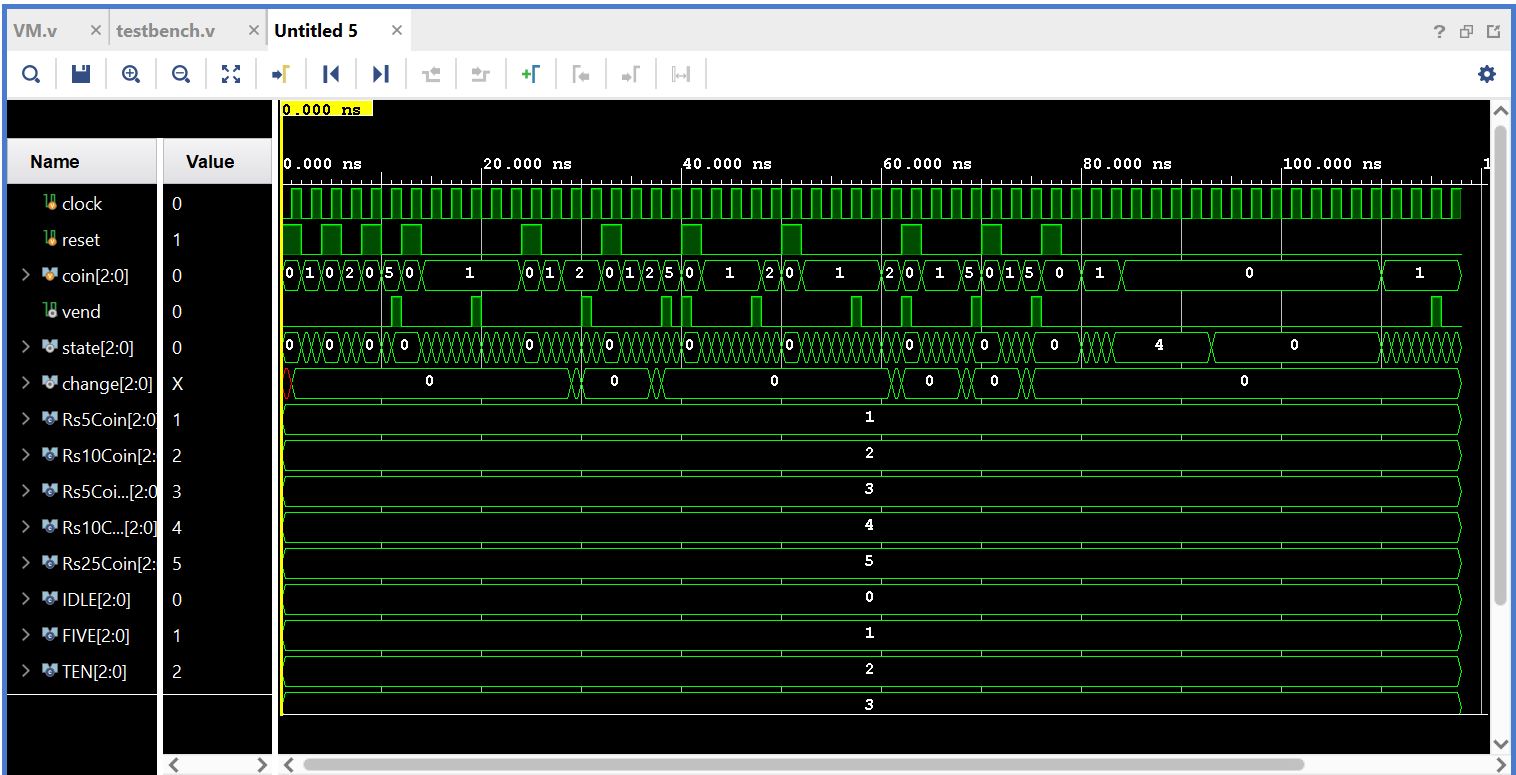 VM.v × testbench.v × Untitled 5 ×
?
0.000 ns
Name Value
0.000 ns 20.000 ns 40.000 ns 60.000 ns 80.000 ns 100.000 ns 1
clock 0
reset 1
coin[2:0] 0 0 1 0 2 0 5 0 1 0 1 2 0 1 2 5 0 1 2 0 1 2 0 1 5 0 1 5 0 1 0 1
vend 0
state[2:0] 0 0 0 0 0 0 0 0 0 0 0 0 4 0
change[2:0] X 0 0 0 0 0 0
Rs5Coin[2:0] 1 1
Rs10Coin[2: 2 2
Rs5Coi...[2:0 3 3
Rs10C...[2:0] 4 4
Rs25Coin[2: 5 5
IDLE[2:0] 0 0
FIVE[2:0] 1 1
TEN[2:0] 2 2
3